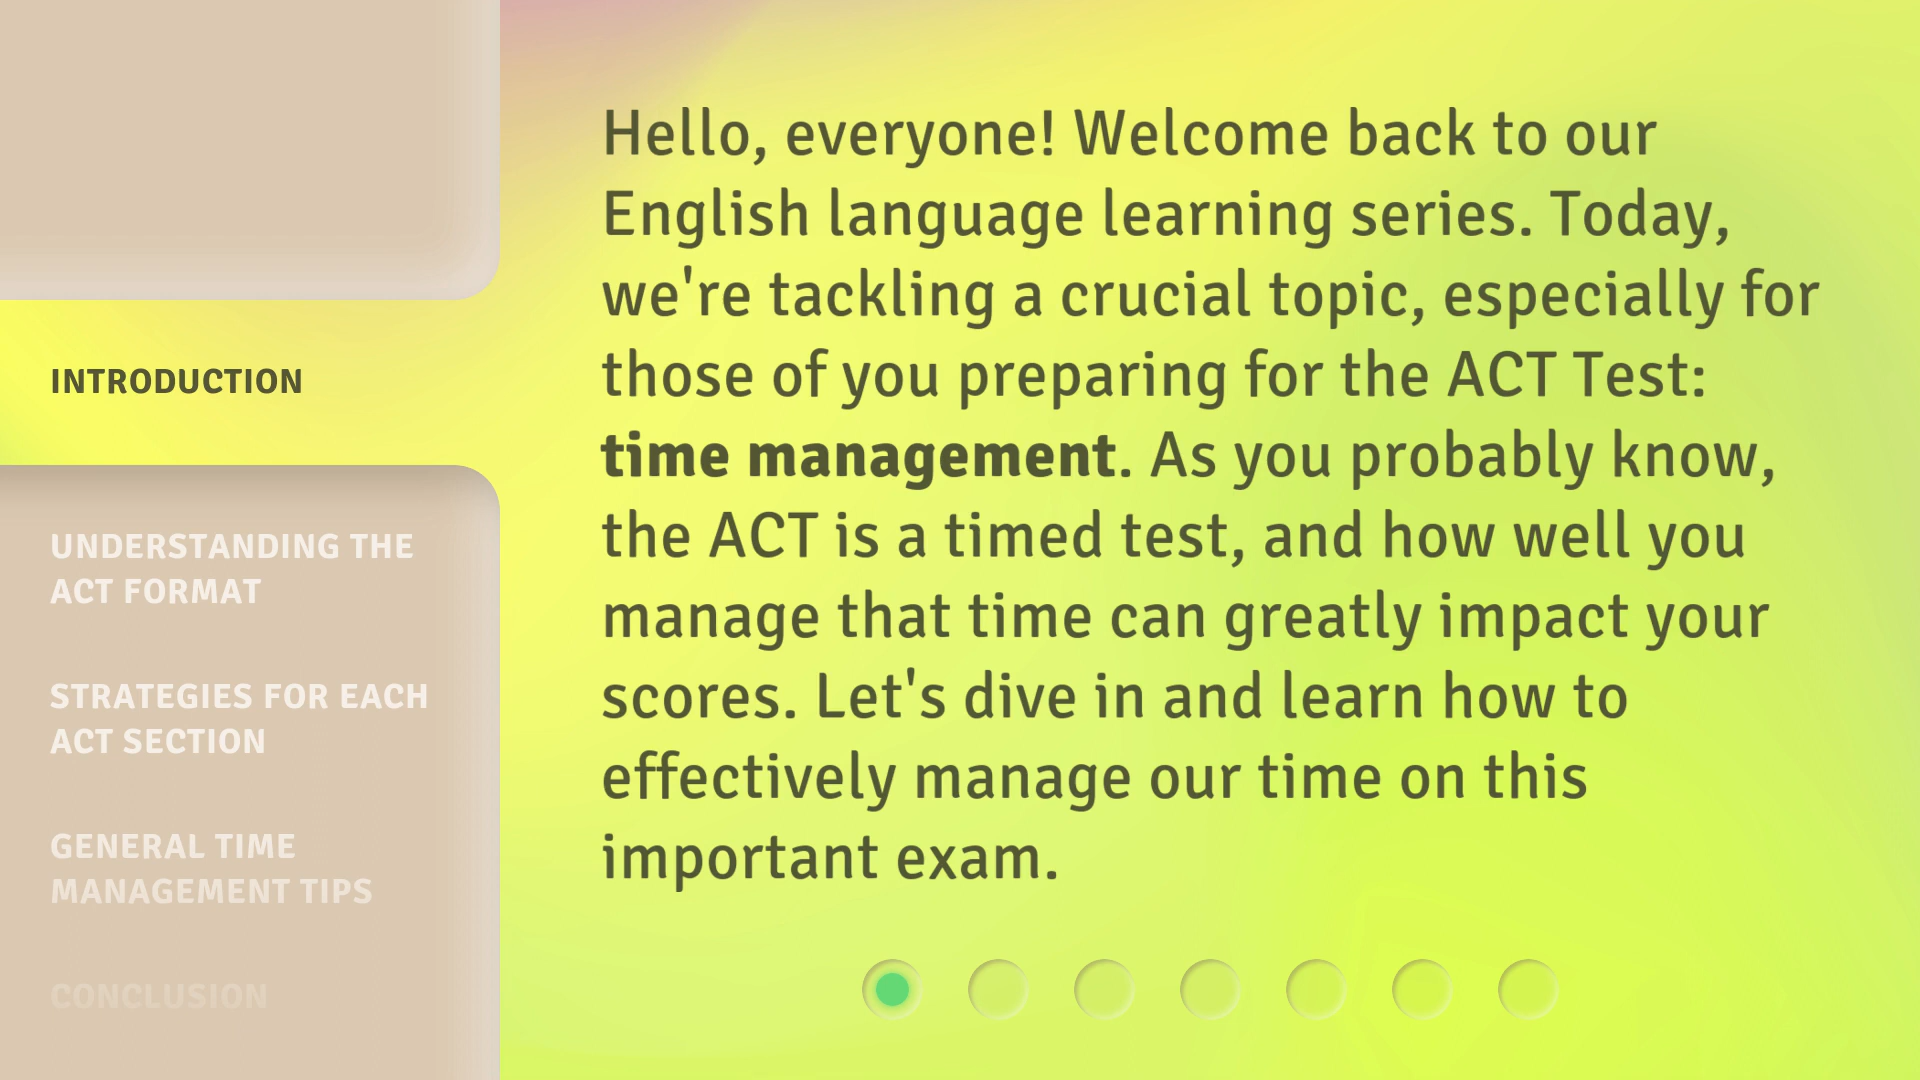 INTRODUCTION
UNDERSTANDING THE
ACT FORMAT
STRATEGIES FOR EACH
ACT SECTION
GENERAL TIME
MANAGEMENT TIPS
CONCLUSION
Hello, everyone! Welcome back to our
English language learning series. Today,
we're tackling a crucial topic, especially for
those of you preparing for the ACT Test:
time management. As you probably know,
the ACT is a timed test, and how well you
manage that time can greatly impact your
scores. Let's dive in and learn how to
effectively manage our time on this
important exam.